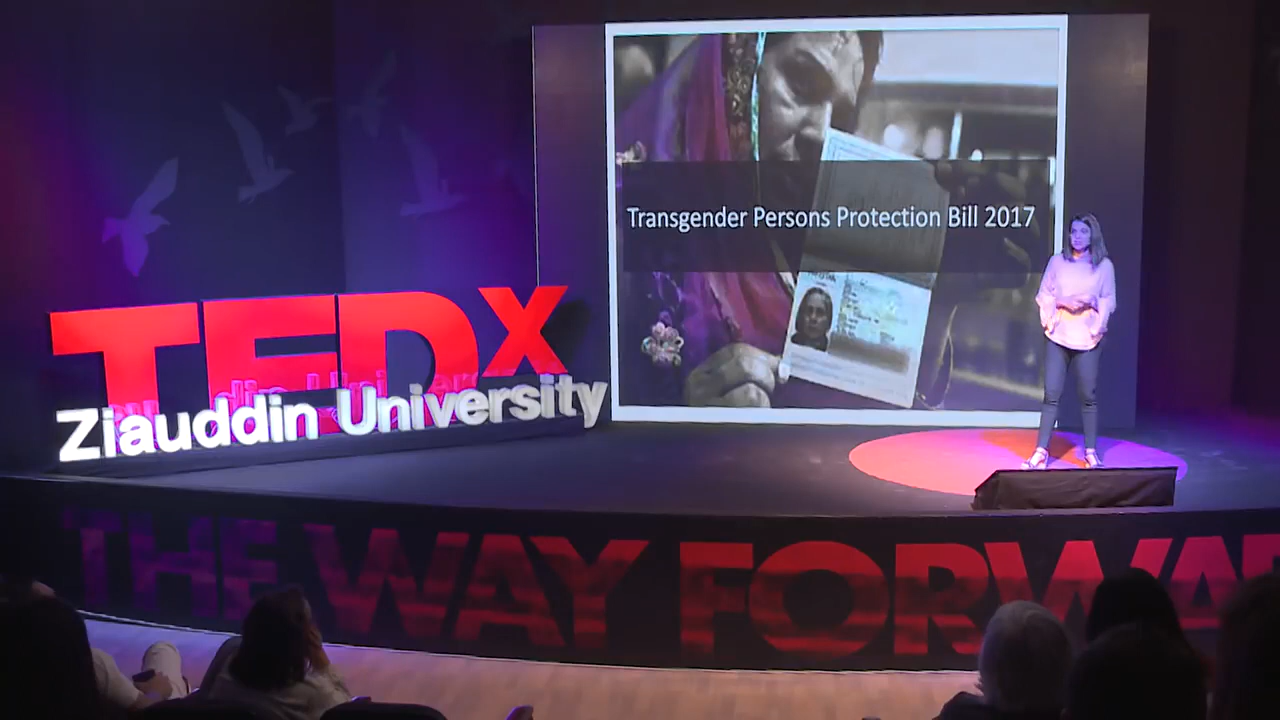 Transgender Persons Protection Bill 2017
TEDx
Ziauddin University
THE WAY FORWA